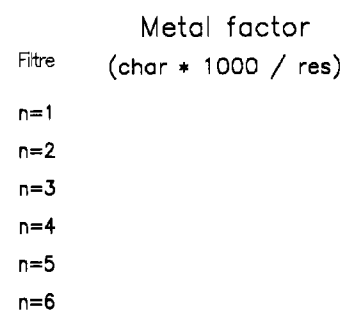 Metal factor
Filtre (char * 1000 / res)
n=1
n=2
n=3
n=4
n=5
n=6